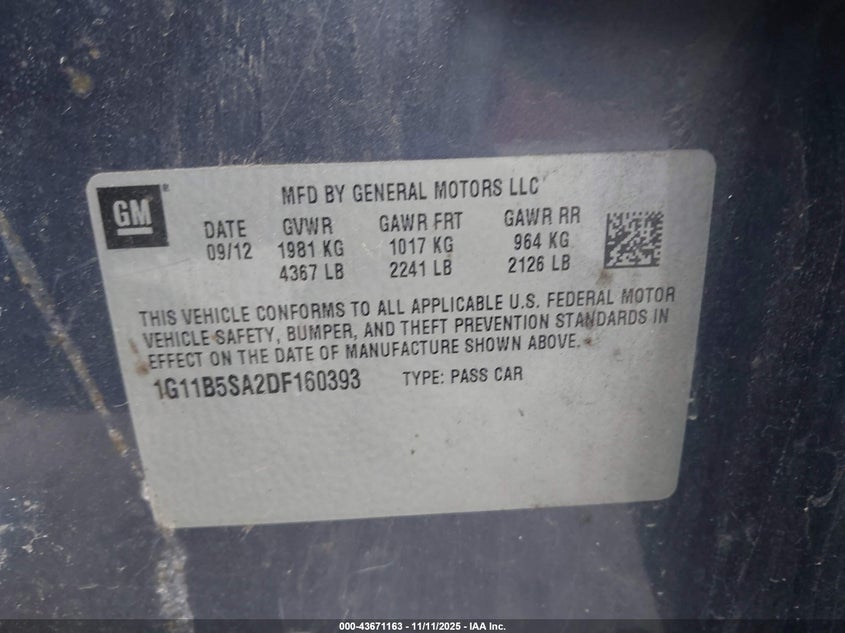 GM ®
MFD BY GENERAL MOTORS LLC
DATE GVWR GAWR FRT GAWR RR
09/12 1981 KG 1017 KG 964 KG
4367 LB 2241 LB 2126 LB
THIS VEHICLE CONFORMS TO ALL APPLICABLE U.S. FEDERAL MOTOR
VEHICLE SAFETY, BUMPER, AND THEFT PREVENTION STANDARDS IN
EFFECT ON THE DATE OF MANUFACTURE SHOWN ABOVE.
1G11B5SA2DF160393 TYPE: PASS CAR
000-43671163 - 11/11/2025 - IAA Inc.